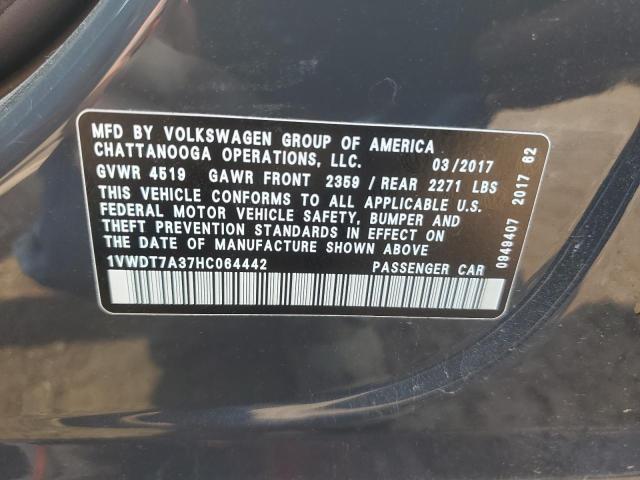 MFD BY VOLKSWAGEN GROUP OF AMERICA
CHATTANOOGA OPERATIONS, LLC. 03/2017
GVWR 4519 GAWR FRONT 2359 / REAR 2271 LBS
THIS VEHICLE CONFORMS TO ALL APPLICABLE U.S.
FEDERAL MOTOR VEHICLE SAFETY, BUMPER AND
THEFT PREVENTION STANDARDS IN EFFECT ON
THE DATE OF MANUFACTURE SHOWN ABOVE
1VWDT7A37HC064442 PASSENGER CAR
0949407 2017 62